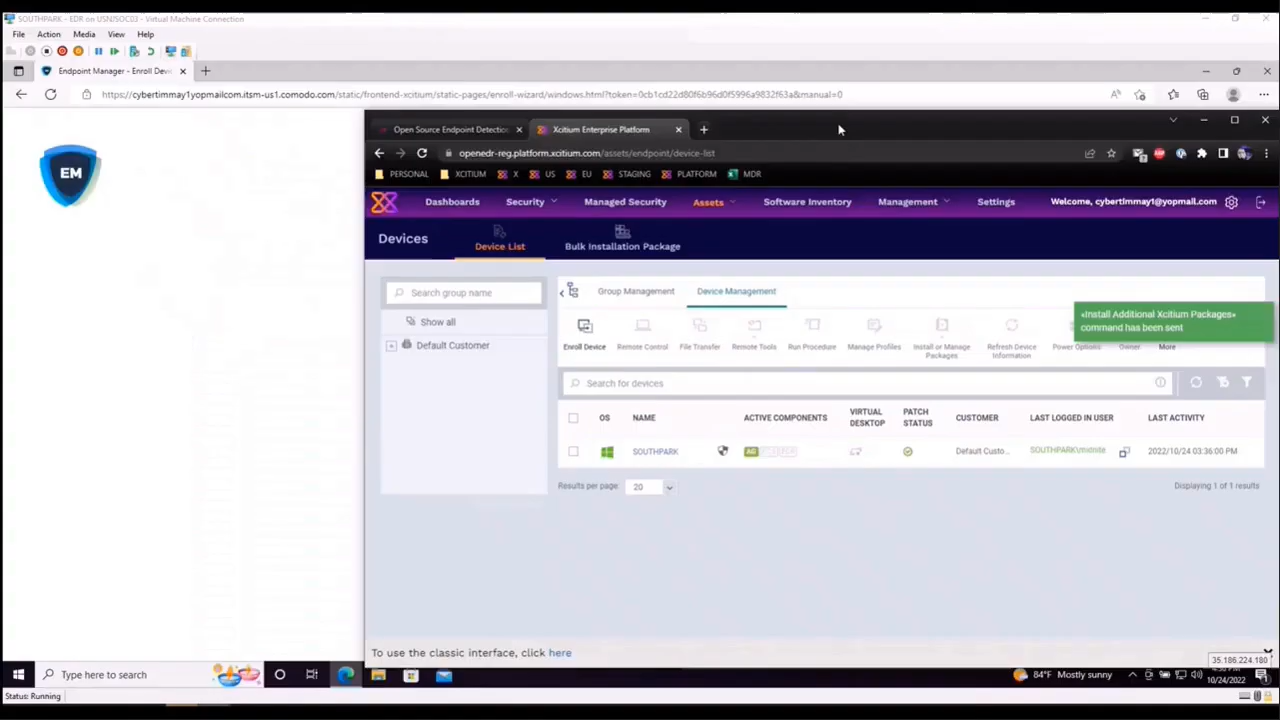 SOUTHPARK - EDR on USNJSOC03 - Virtual Machine Connection
File Action Media View Help
Endpoint Manager - Enroll Devi
https://cybertimmay1yopmailcom.itsm-us1.comodo.com/static/frontend-xcitium/static-pages/enroll-wizard/windows.html?token=0cb1cd22d80f6b96d0f5996a9832f63a&manual=0
EM
Open Source Endpoint Detection
Xcitium Enterprise Platform
openedr-reg.platform.xcitium.com/assets/endpoint/device-list
PERSONAL XCITIUM X US EU STAGING PLATFORM MDR
Dashboards Security Managed Security Assets Software Inventory Management Settings Welcome, cybertimmay1@yopmail.com
Devices Device List Bulk Installation Package
Search group name
Show all
Default Customer
Group Management Device Management
«Install Additional Xcitium Packages»
command has been sent
Enroll Device Remote Control File Transfer Remote Tools Run Procedure Manage Profiles Install or Manage
Packages Refresh Device
Information Power Options Owner More
Search for devices
OS NAME ACTIVE COMPONENTS VIRTUAL
DESKTOP PATCH
STATUS CUSTOMER LAST LOGGED IN USER LAST ACTIVITY
SOUTHPARK AG Default Custo... SOUTHPARK\midnite 2022/10/24 03:36:00 PM
Results per page: 20 Displaying 1 of 1 results
To use the classic interface, click here
35.186.224.180
Type here to search
84°F Mostly sunny
10/24/2022
Status: Running